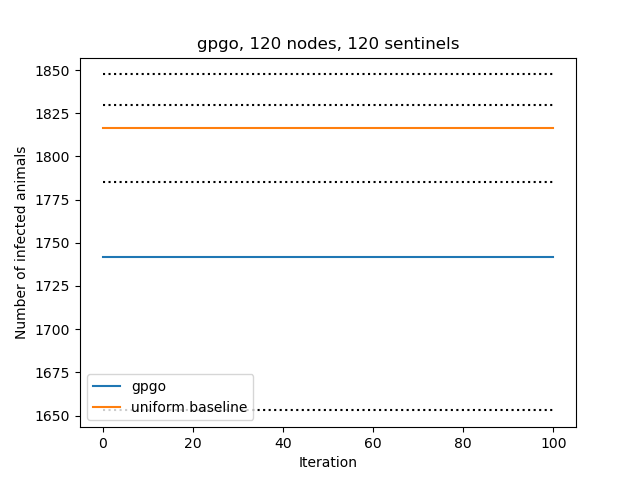 gpgo, 120 nodes, 120 sentinels
Number of infected animals
1850
1825
1800
1775
1750
1725
1700
1675
1650
gpgo
uniform baseline
0 20 40 60 80 100
Iteration